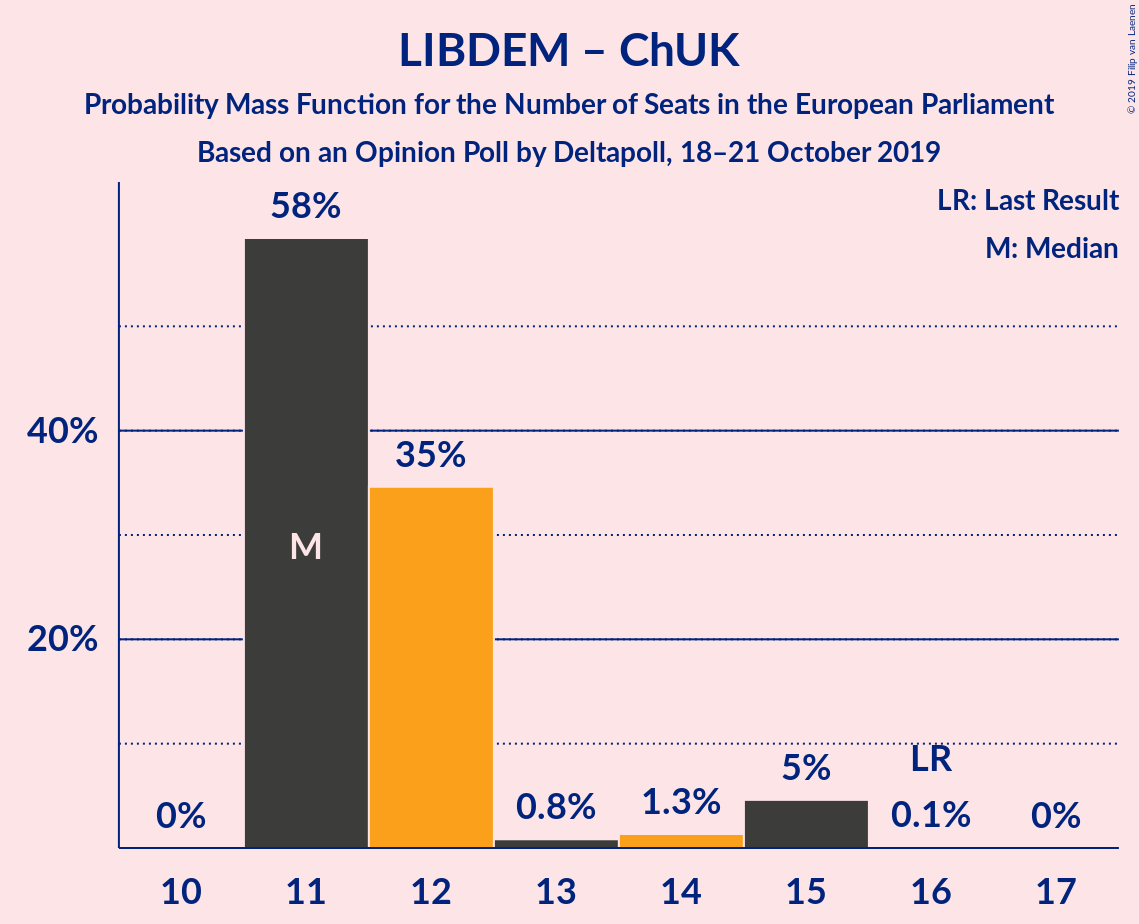 LIBDEM – ChUK
Probability Mass Function for the Number of Seats in the European Parliament
Based on an Opinion Poll by Deltapoll, 18–21 October 2019
© 2019 Filip van Laenen
LR: Last Result
M: Median
58%
40%
35%
M
20%
LR
0%
0.8%
1.3%
5%
0.1%
0%
10 11 12 13 14 15 16 17